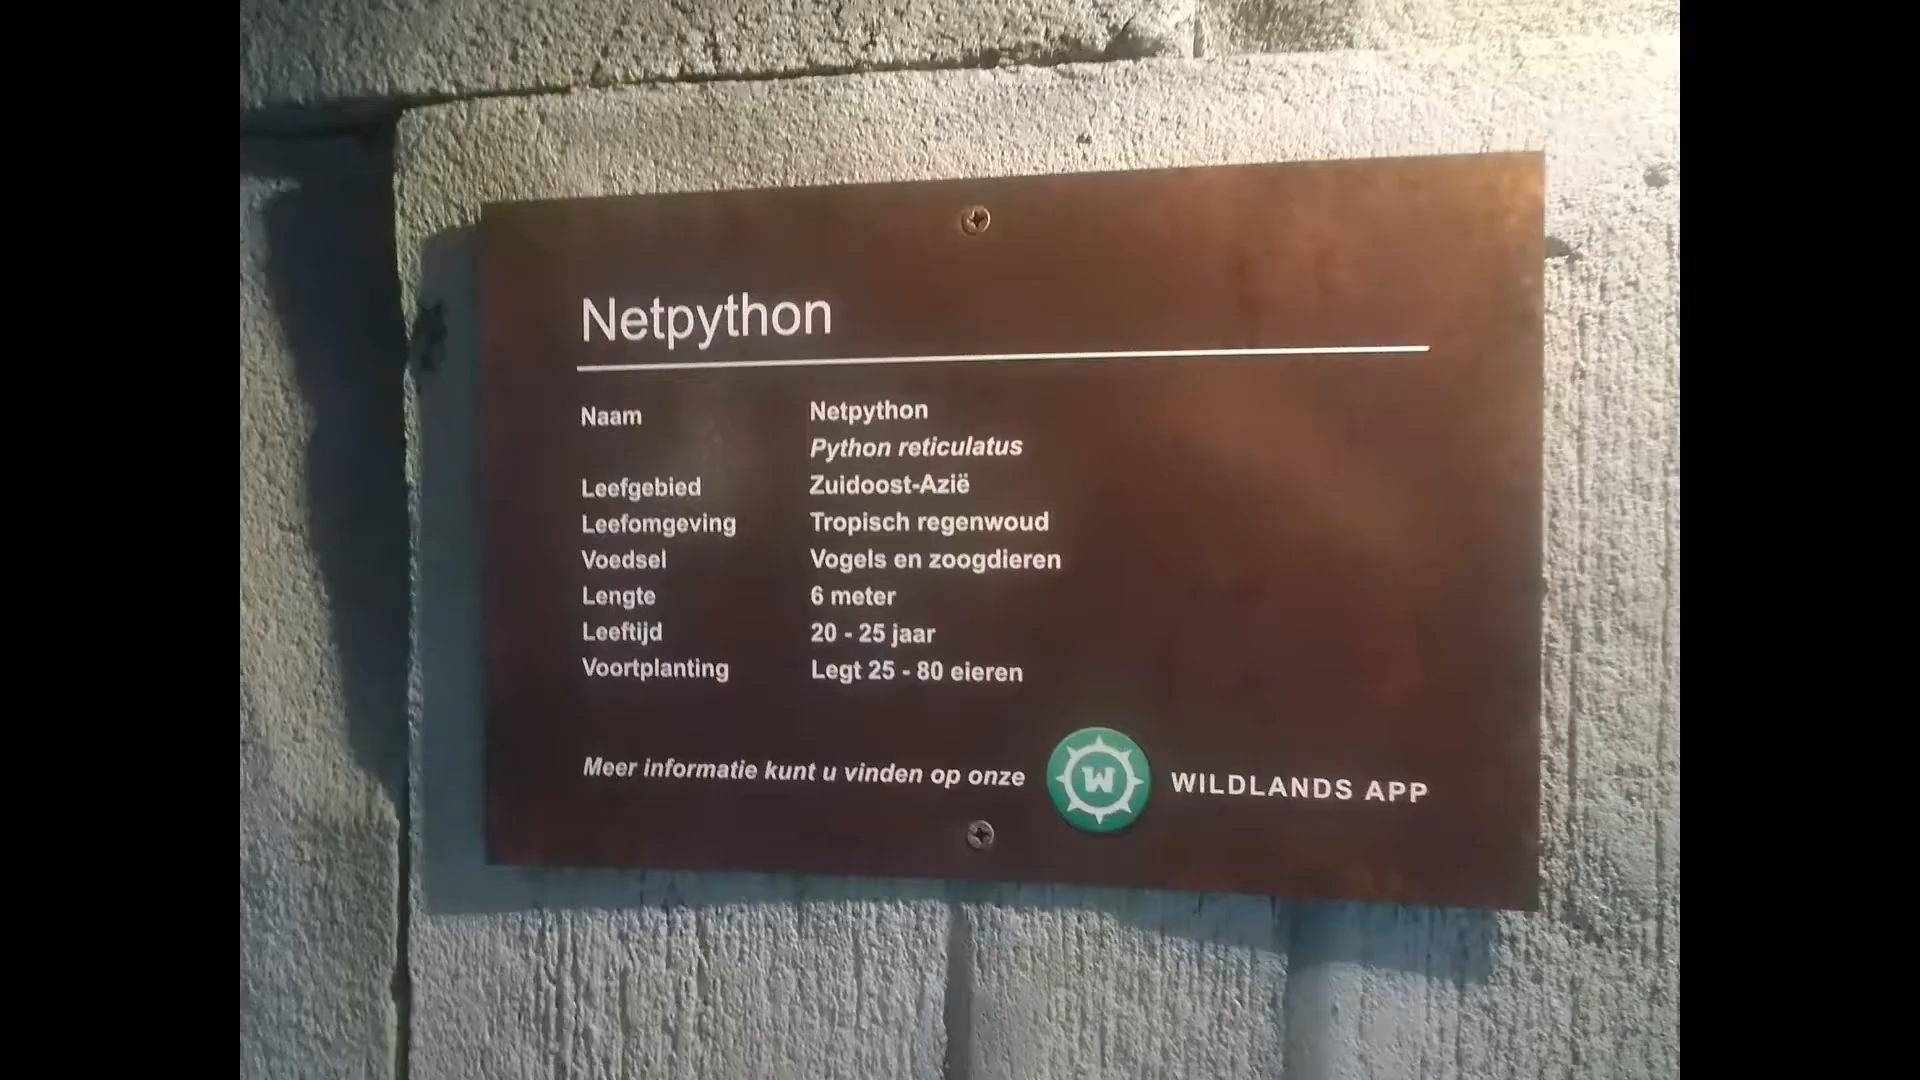 Netpython
Naam Netpython
Python reticulatus
Leefgebied Zuidoost-Azië
Leefomgeving Tropisch regenwoud
Voedsel Vogels en zoogdieren
Lengte 6 meter
Leeftijd 20 - 25 jaar
Voortplanting Legt 25 - 80 eieren
Meer informatie kunt u vinden op onze W WILDLANDS APP